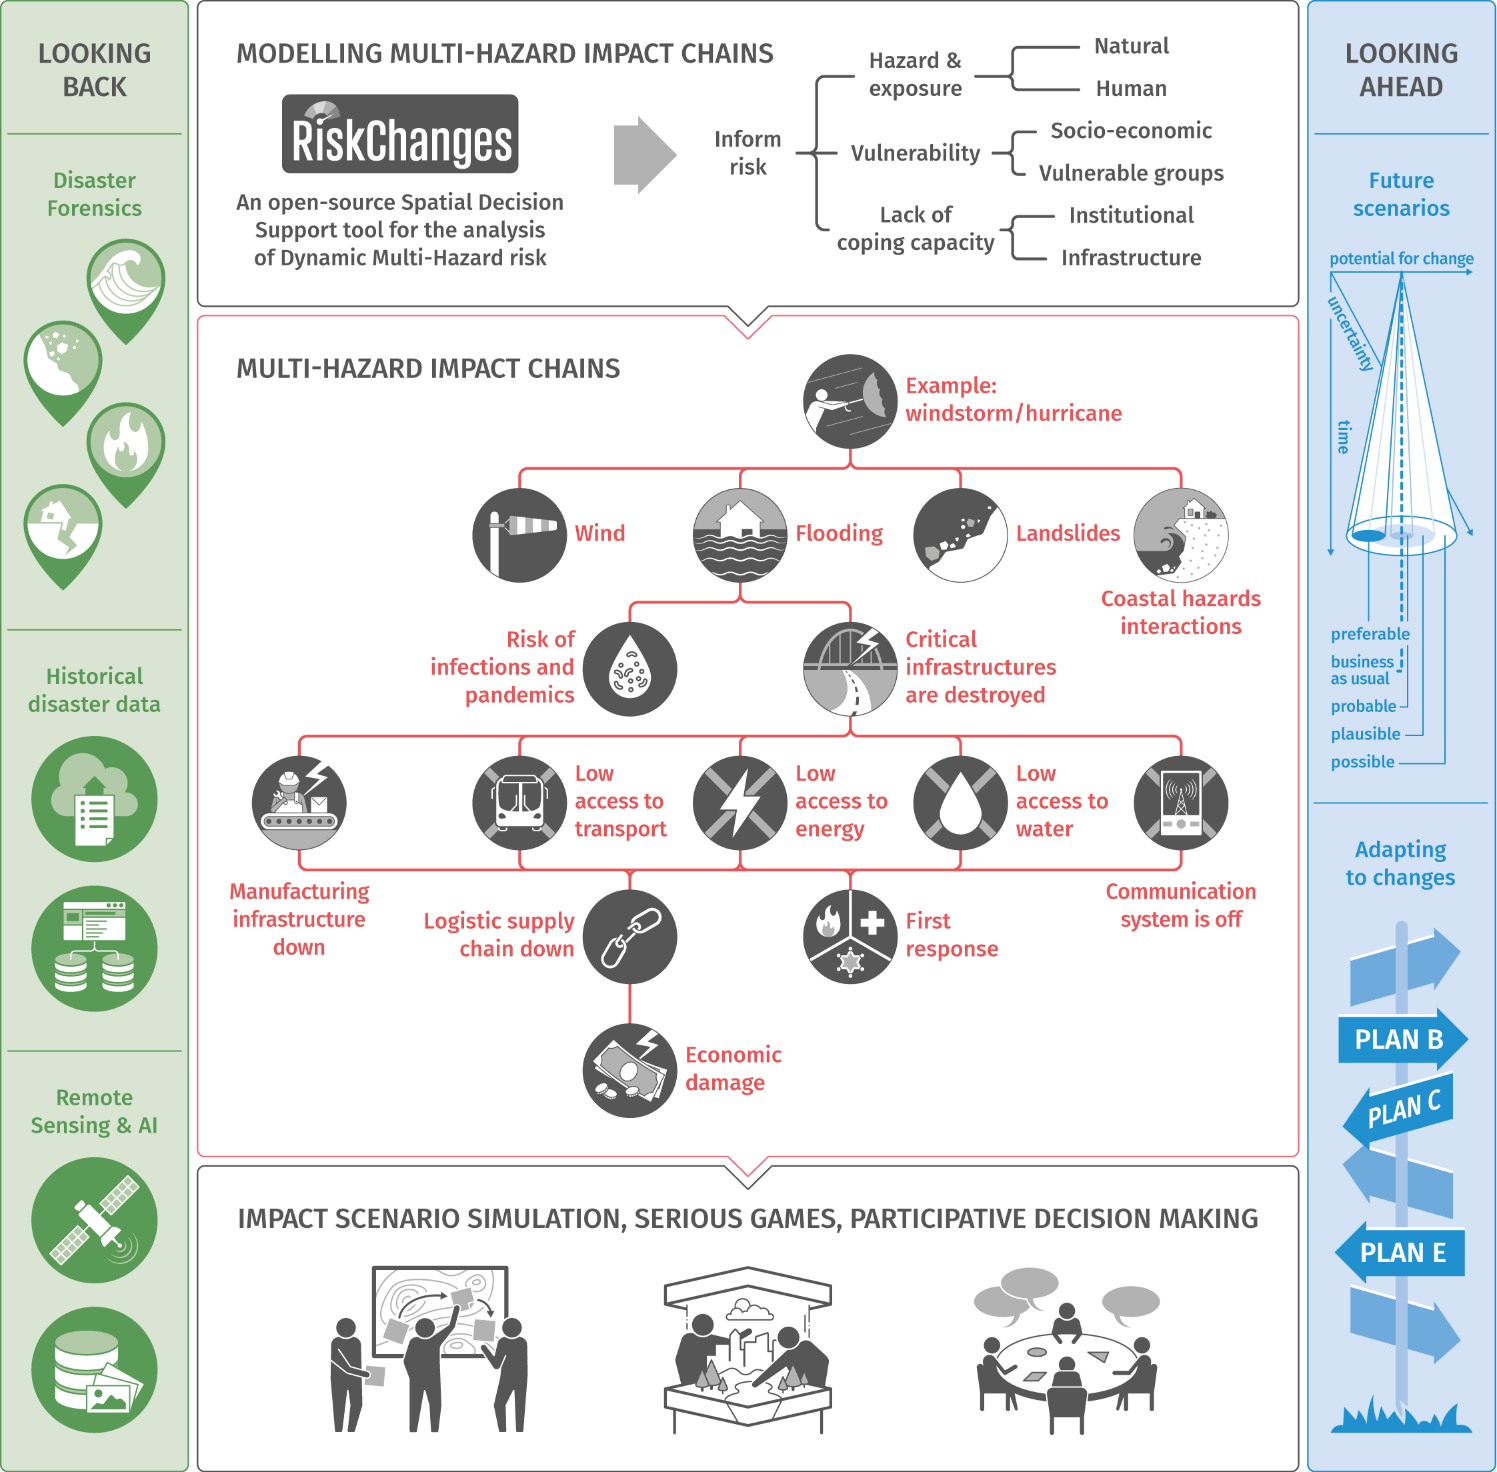 LOOKING
BACK
Disaster
Forensics
Historical
disaster data
Remote
Sensing & AI
MODELLING MULTI-HAZARD IMPACT CHAINS
RiskChanges
An open-source Spatial Decision
Support tool for the analysis
of Dynamic Multi-Hazard risk
Inform
risk
Hazard &
exposure
Natural
Human
Vulnerability
Socio-economic
Vulnerable groups
Lack of
coping capacity
Institutional
Infrastructure
MULTI-HAZARD IMPACT CHAINS
Example:
windstorm/hurricane
Wind
Flooding
Landslides
Coastal hazards
interactions
Risk of
infections and
pandemics
Critical
infrastructures
are destroyed
Manufacturing
infrastructure
down
Low
access to
transport
Low
access to
energy
Low
access to
water
Communication
system is off
Logistic supply
chain down
First
response
Economic
damage
IMPACT SCENARIO SIMULATION, SERIOUS GAMES, PARTICIPATIVE DECISION MAKING
LOOKING
AHEAD
Future
scenarios
potential for change
uncertainty
time
preferable
business
as usual
probable
plausible
possible
Adapting
to changes
PLAN B
PLAN C
PLAN E